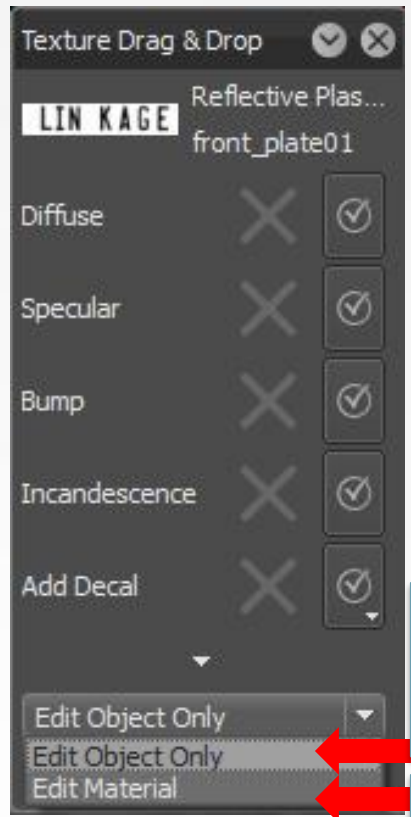 Texture Drag & Drop
LIN KAGE
Reflective Plas...
front_plate01
Diffuse
Specular
Bump
Incandescence
Add Decal
Edit Object Only
Edit Object Only
Edit Material